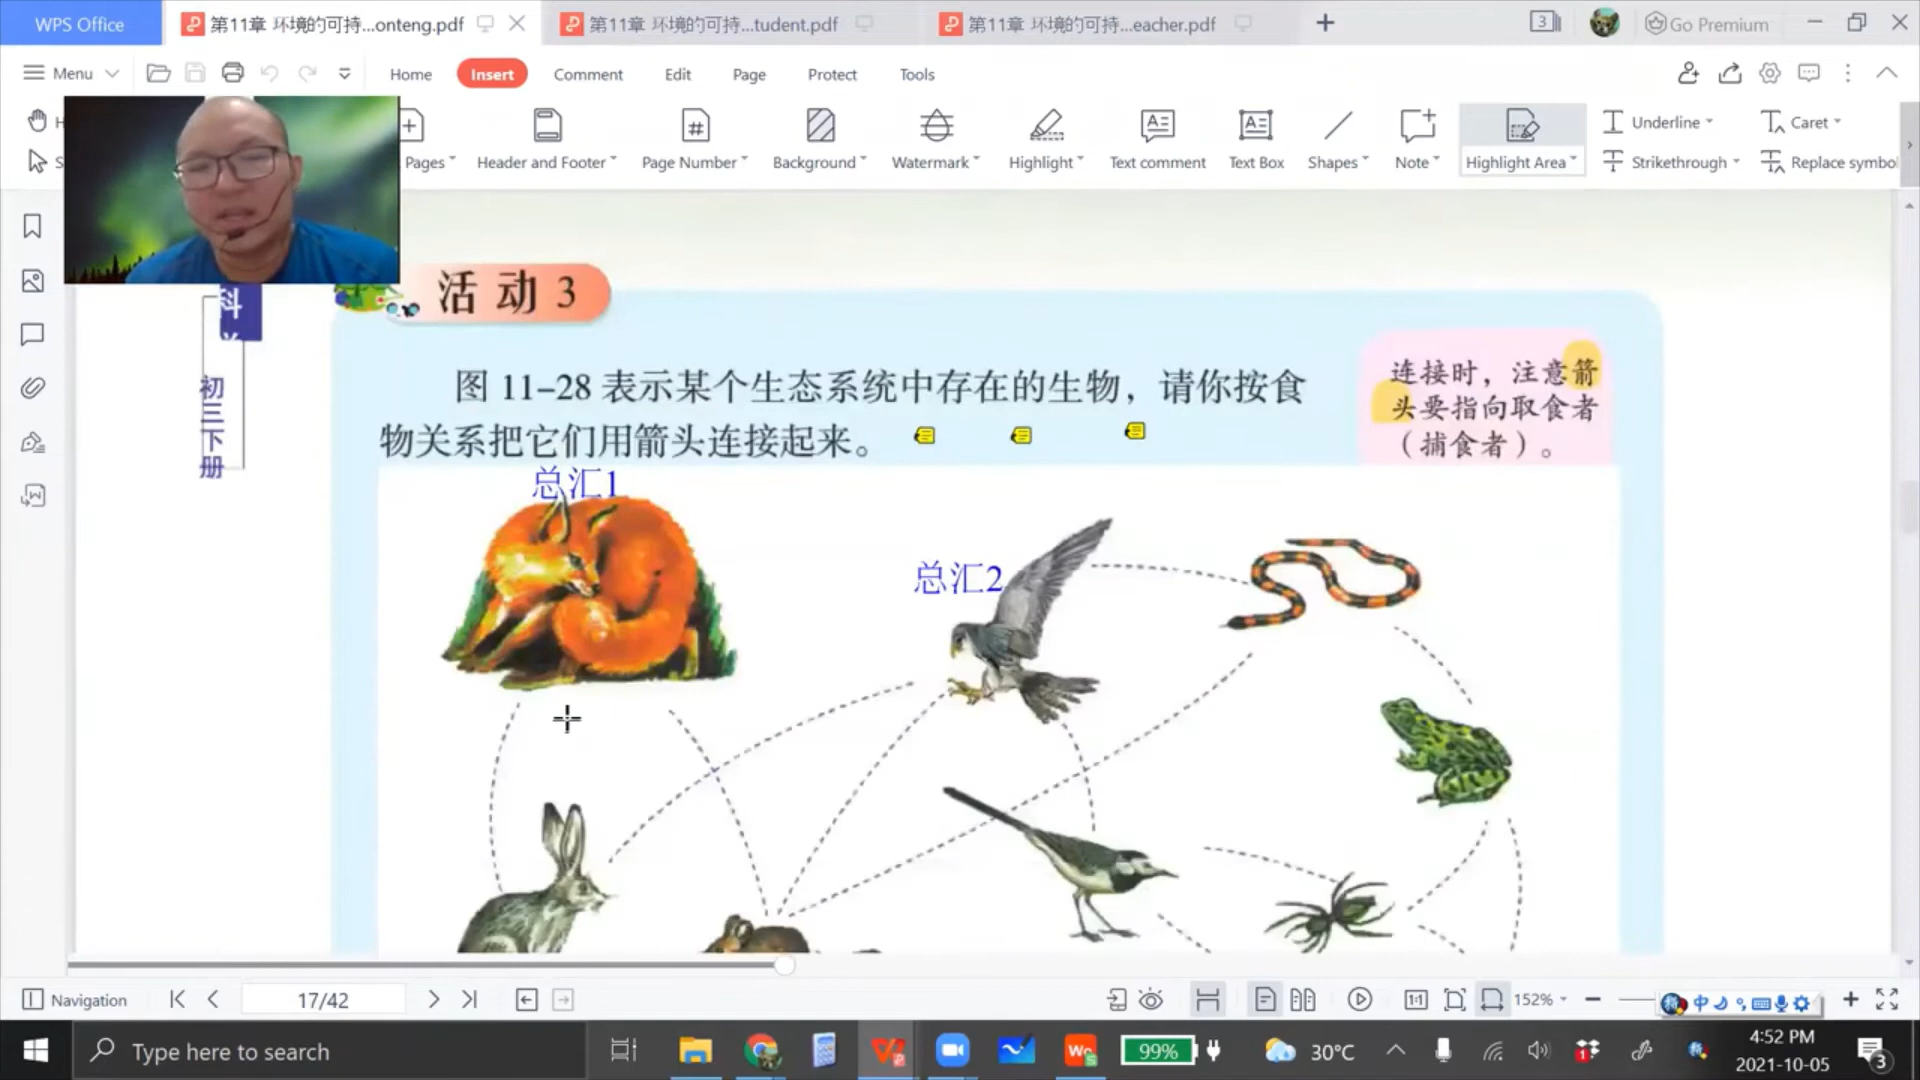 WPS Office
第11章 环境的可持...onteng.pdf
第11章 环境的可持...tudent.pdf
第11章 环境的可持...eacher.pdf
3
Go Premium
Menu
Home
Insert
Comment
Edit
Page
Protect
Tools
Pages
Header and Footer
Page Number
Background
Watermark
Highlight
Text comment
Text Box
Shapes
Note
Highlight Area
Underline
Strikethrough
Caret
Replace symbol
活动 3
科
初三下册
图 11–28 表示某个生态系统中存在的生物，请你按食
物关系把它们用箭头连接起来。
连接时，注意箭
头要指向取食者
（捕食者）。
总汇1
总汇2
Navigation
17/42
152%
中
Type here to search
99%
30°C
4:52 PM
2021-10-05
3